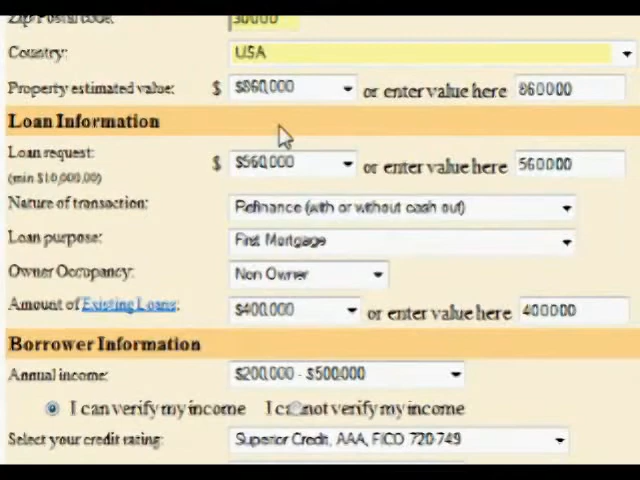 Zip/Postal code: 30000
Country: USA
Property estimated value: $ $860,000 or enter value here 860000
Loan Information
Loan request: $ $560,000 or enter value here 560000
(min $10,000.00)
Nature of transaction: Refinance (with or without cash out)
Loan purpose: First Mortgage
Owner Occupancy: Non Owner
Amount of Existing Loans: $400,000 or enter value here 400000
Borrower Information
Annual income: $200,000 - $500,000
I can verify my income I cannot verify my income
Select your credit rating: Superior Credit, AAA, FICO 720-749